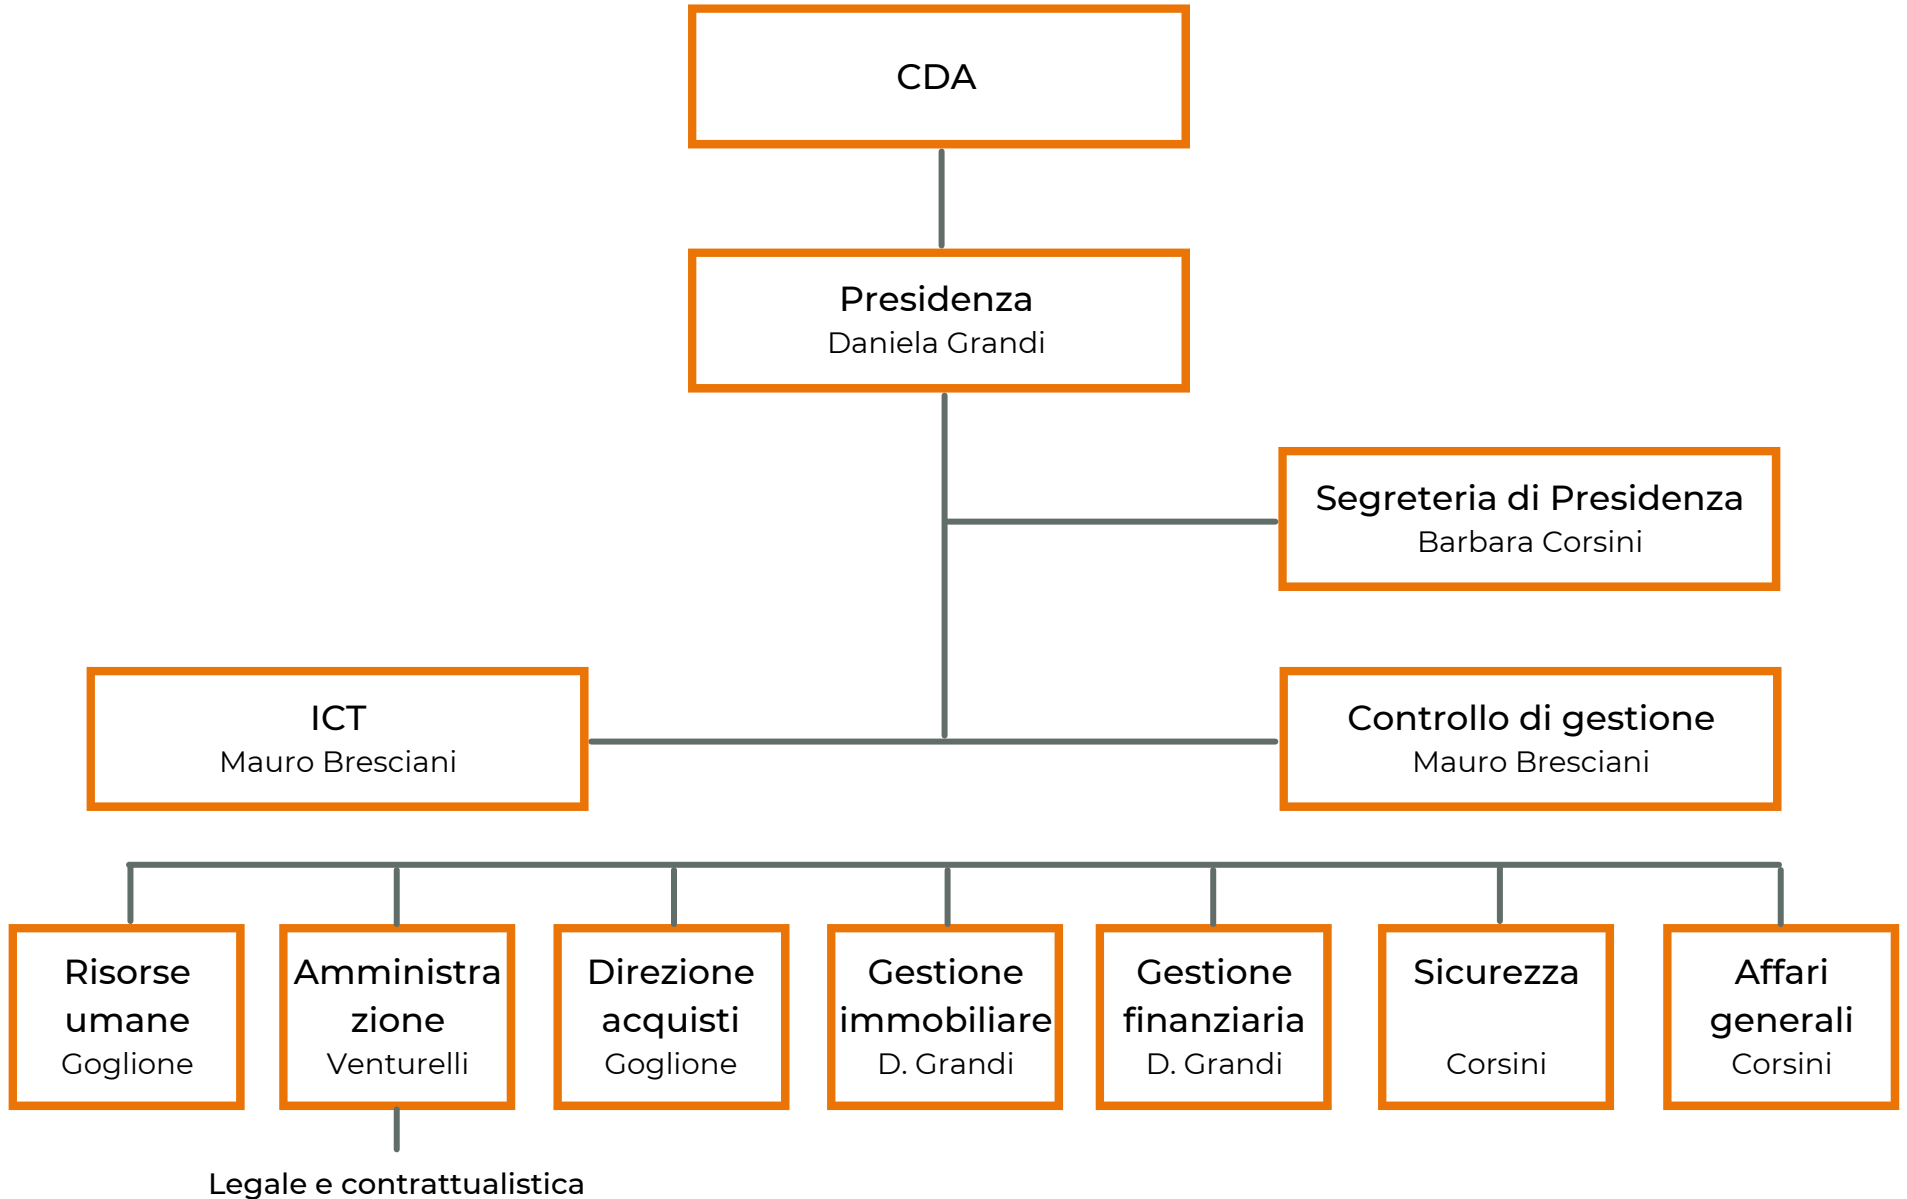 CDA
Presidenza
Daniela Grandi
Segreteria di Presidenza
Barbara Corsini
ICT
Mauro Bresciani
Controllo di gestione
Mauro Bresciani
Risorse
umane
Goglione
Amministra
zione
Venturelli
Direzione
acquisti
Goglione
Gestione
immobiliare
D. Grandi
Gestione
finanziaria
D. Grandi
Sicurezza
Corsini
Affari
generali
Corsini
Legale e contrattualistica